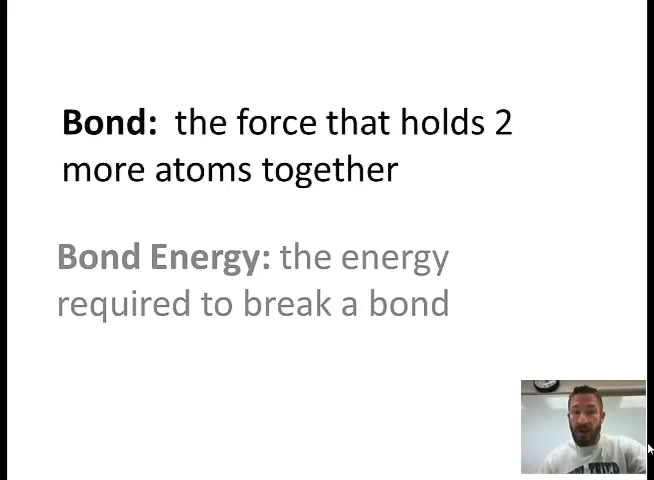 Bond: the force that holds 2
more atoms together
Bond Energy: the energy
required to break a bond